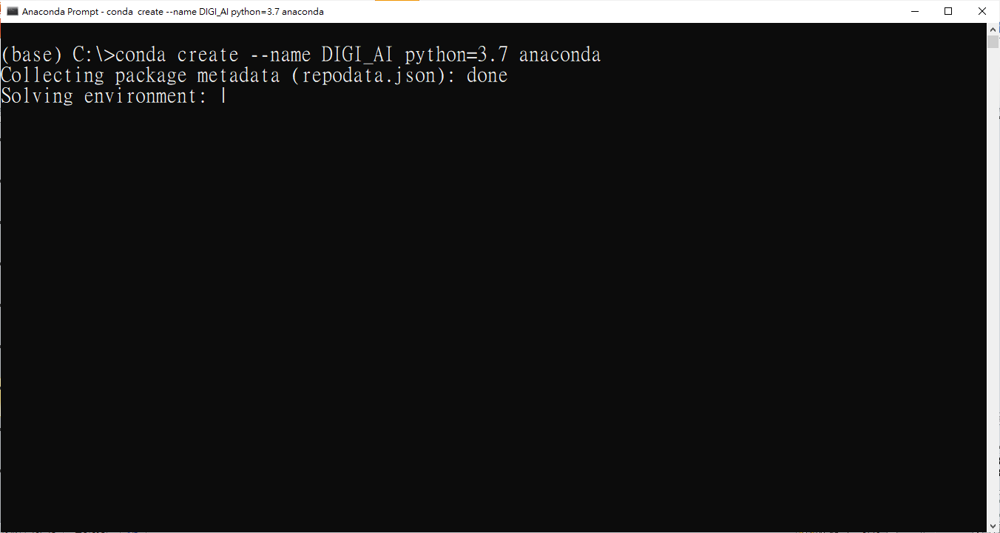 Anaconda Prompt - conda  create --name DIGI_AI python=3.7 anaconda
(base) C:\>conda create --name DIGI_AI python=3.7 anaconda
Collecting package metadata (repodata.json): done
Solving environment: |